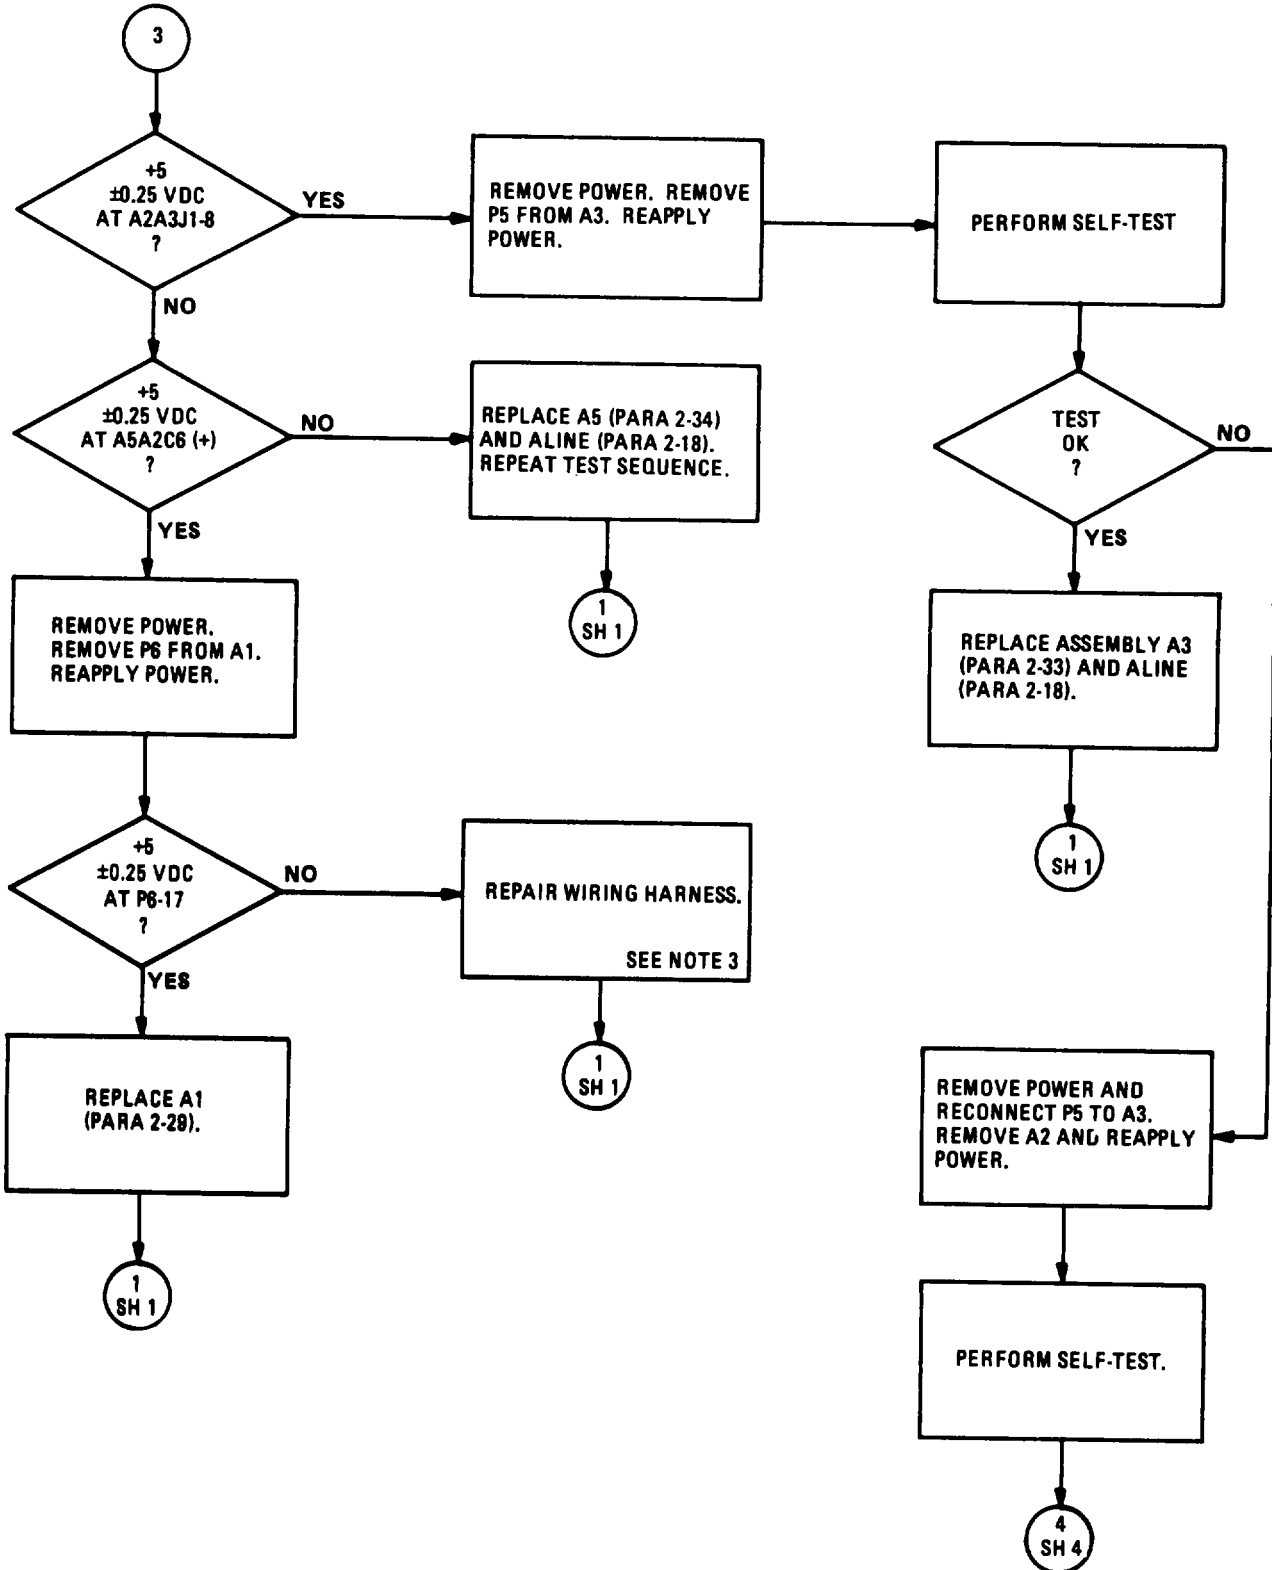 3
+5
±0.25 VDC
AT A2A3J1-8
?
YES
NO
REMOVE POWER. REMOVE
P5 FROM A3. REAPPLY
POWER.
PERFORM SELF-TEST
TEST
OK
?
NO
YES
+5
±0.25 VDC
AT A5A2C6 (+)
?
NO
YES
REPLACE A5 (PARA 2-34)
AND ALINE (PARA 2-18).
REPEAT TEST SEQUENCE.
1
SH 1
REPLACE ASSEMBLY A3
(PARA 2-33) AND ALINE
(PARA 2-18).
1
SH 1
REMOVE POWER.
REMOVE P6 FROM A1.
REAPPLY POWER.
+5
±0.25 VDC
AT P6-17
?
NO
YES
REPAIR WIRING HARNESS.
SEE NOTE 3
1
SH 1
REPLACE A1
(PARA 2-29).
1
SH 1
REMOVE POWER AND
RECONNECT P5 TO A3.
REMOVE A2 AND REAPPLY
POWER.
PERFORM SELF-TEST.
4
SH 4